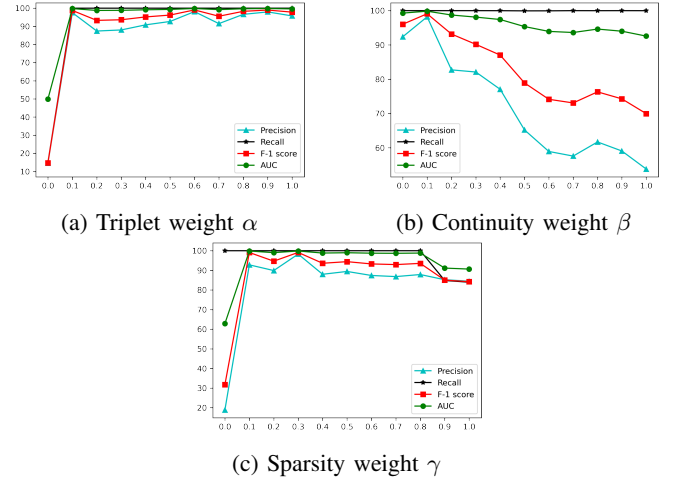 100
90
80
70
60
50
40
30
20
10
Precision
Recall
F-1 score
AUC
0.0 0.1 0.2 0.3 0.4 0.5 0.6 0.7 0.8 0.9 1.0
(a) Triplet weight α
100
90
80
70
60
Precision
Recall
F-1 score
AUC
0.0 0.1 0.2 0.3 0.4 0.5 0.6 0.7 0.8 0.9 1.0
(b) Continuity weight β
100
90
80
70
60
50
40
30
20
Precision
Recall
F-1 score
AUC
0.0 0.1 0.2 0.3 0.4 0.5 0.6 0.7 0.8 0.9 1.0
(c) Sparsity weight γ